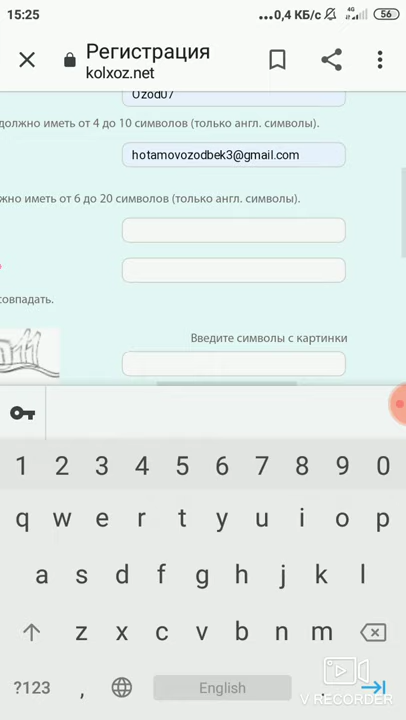 15:25
...0,4 КБ/с 4G 56
Регистрация
kolxoz.net
Ozod07
должно иметь от 4 до 10 символов (только англ. символы).
hotamovozodbek3@gmail.com
жно иметь от 6 до 20 символов (только англ. символы).
совпадать.
Введите символы с картинки
1 2 3 4 5 6 7 8 9 0
q w e r t y u i o p
a s d f g h j k l
z x c v b n m
?123 , English .
V RECORDER